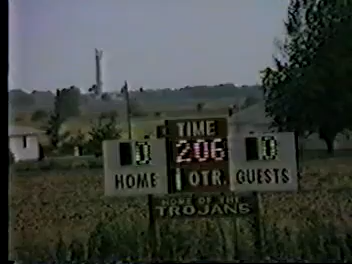 TIME
0 206 0
HOME 1 QTR. GUESTS
HOME OF THE
TROJANS